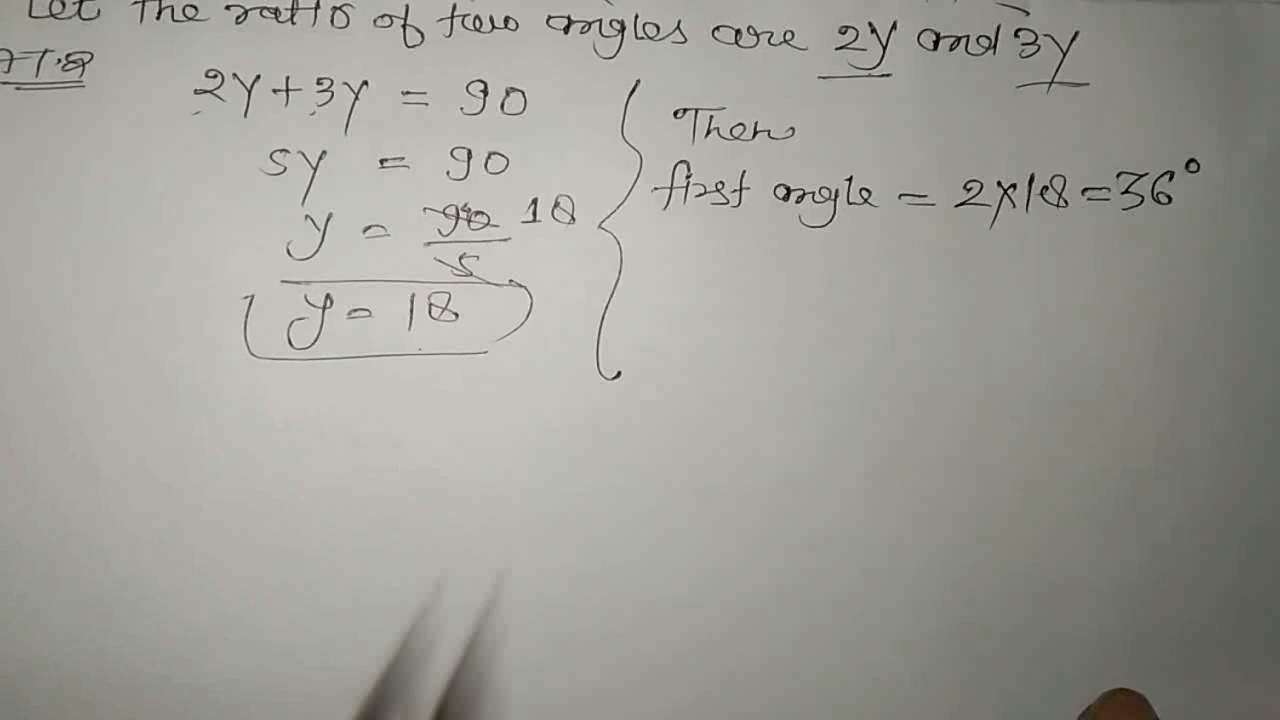 Let the ratio of two angles are 2y and 3y
A.T.Q
2y + 3y = 90
5y = 90
y = 90/5 18
y = 18
Then
first angle = 2×18 = 36°